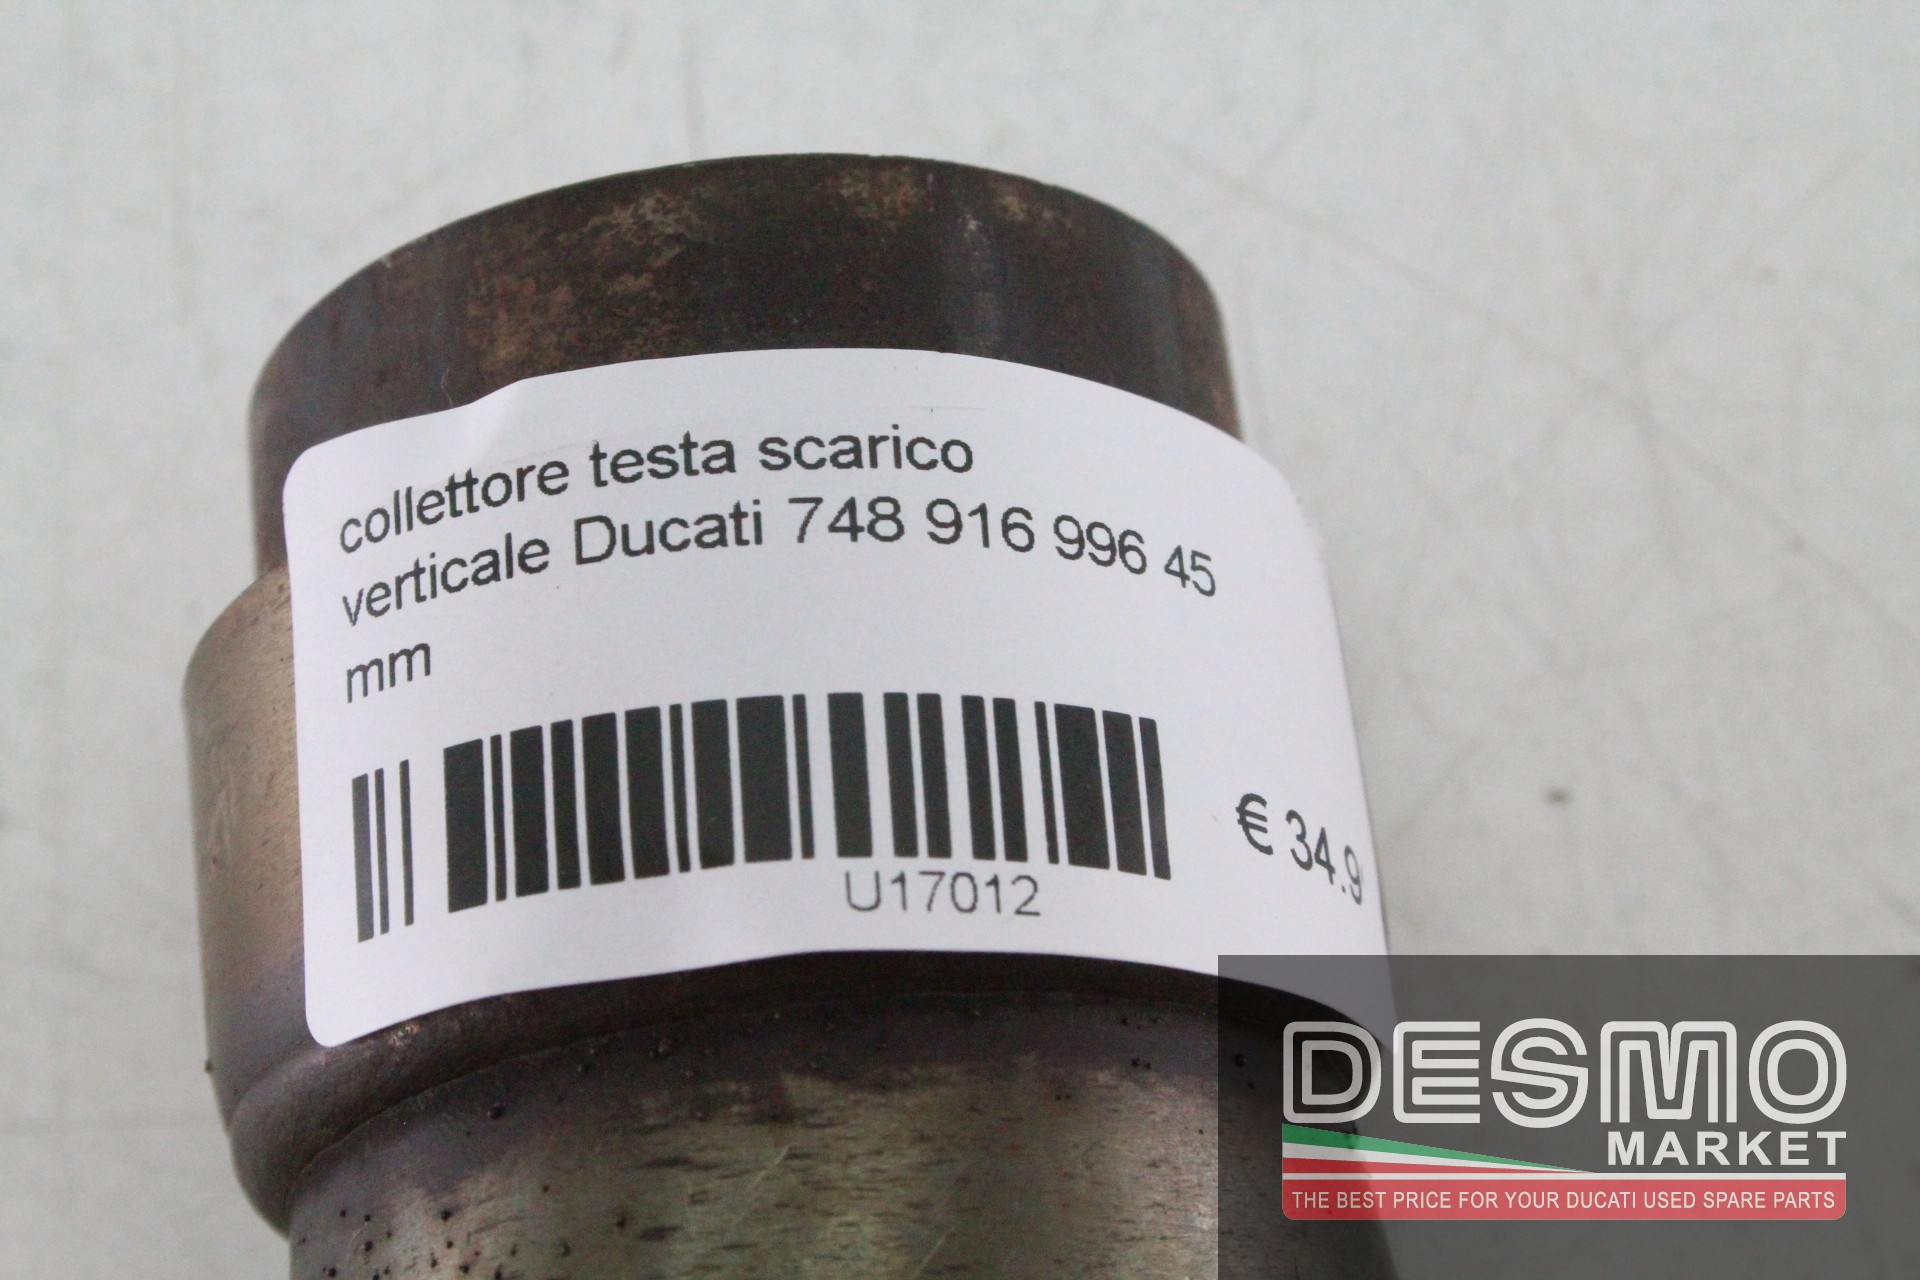 collettore testa scarico
verticale Ducati 748 916 996 45
mm
€ 34.9
U17012
DESMO
MARKET
THE BEST PRICE FOR YOUR DUCATI USED SPARE PARTS